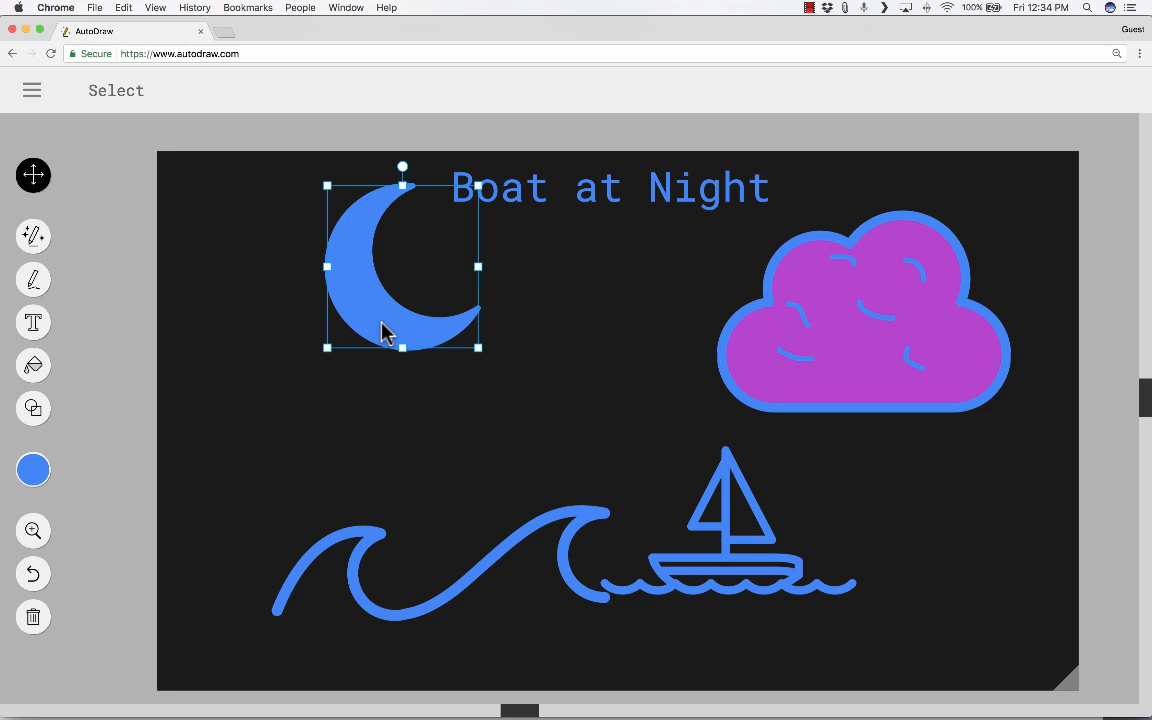 Chrome File Edit View History Bookmarks People Window Help 100% Fri 12:34 PM
AutoDraw Guest
Secure https://www.autodraw.com
Select
Boat at Night
T